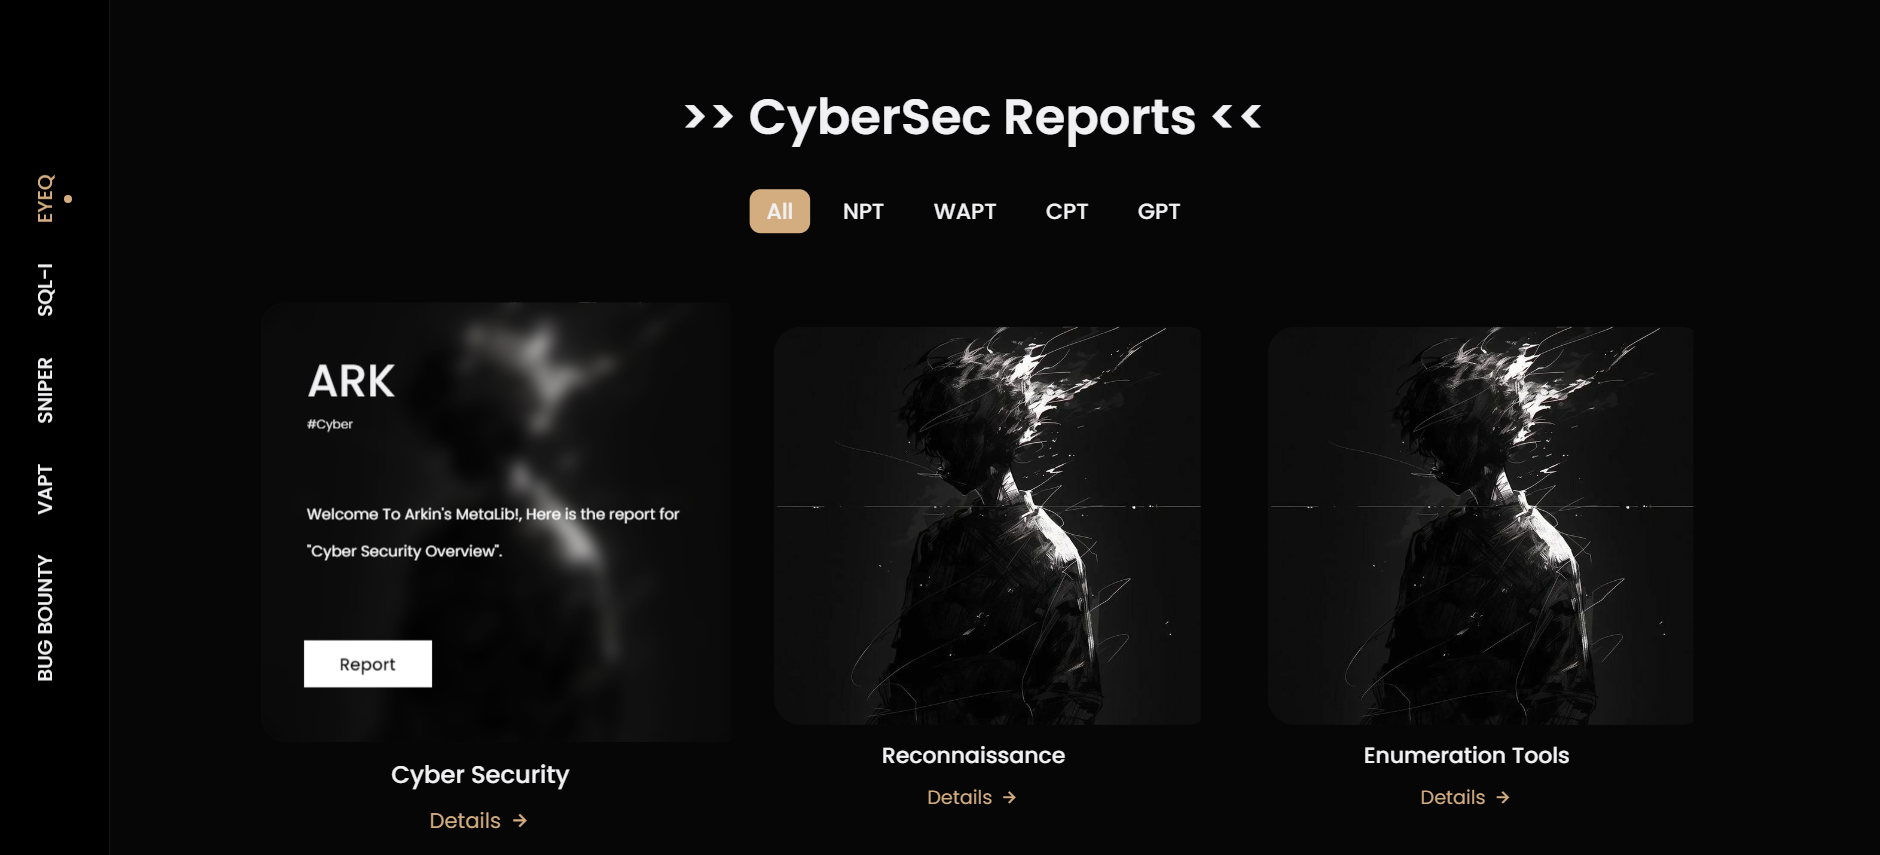 EYEQ
SQL-I
SNIPER
VAPT
BUG BOUNTY
>> CyberSec Reports <<
All
NPT
WAPT
CPT
GPT
ARK
#Cyber
Welcome To Arkin's MetaLib!, Here is the report for
"Cyber Security Overview".
Report
Cyber Security
Details →
Reconnaissance
Details →
Enumeration Tools
Details →